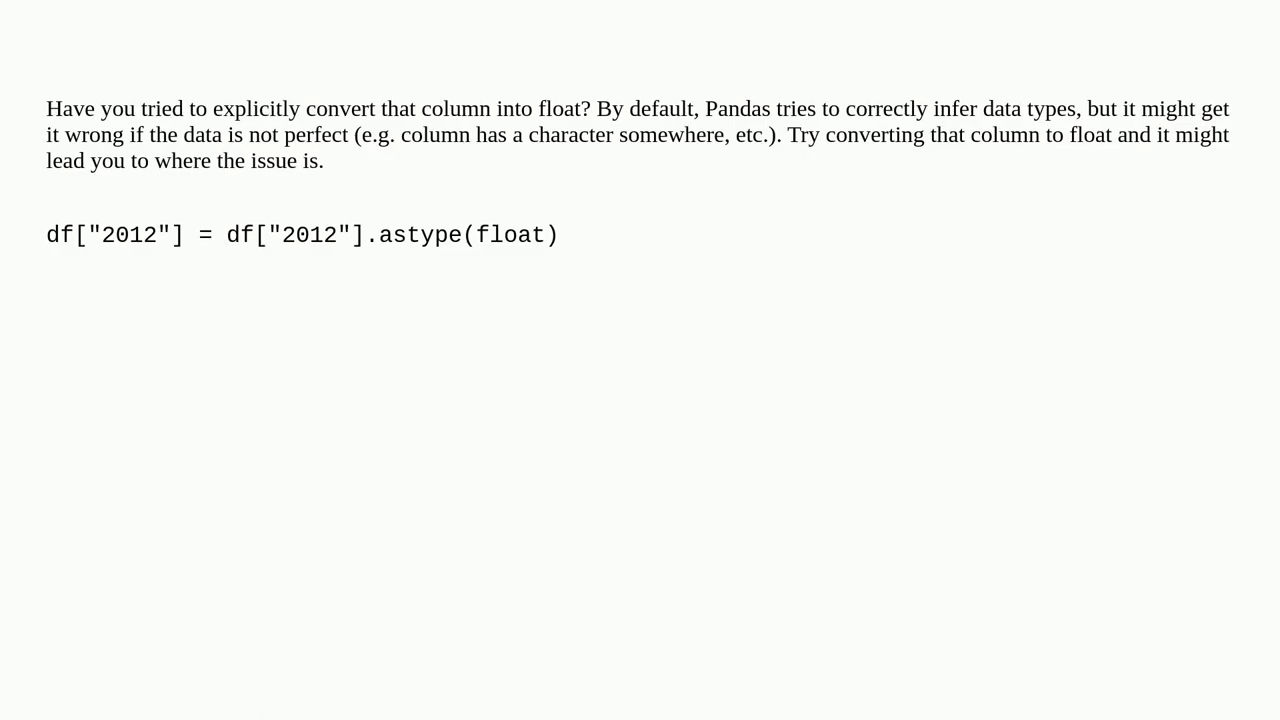 Have you tried to explicitly convert that column into float? By default, Pandas tries to correctly infer data types, but it might get
it wrong if the data is not perfect (e.g. column has a character somewhere, etc.). Try converting that column to float and it might
lead you to where the issue is.
df["2012"] = df["2012"].astype(float)